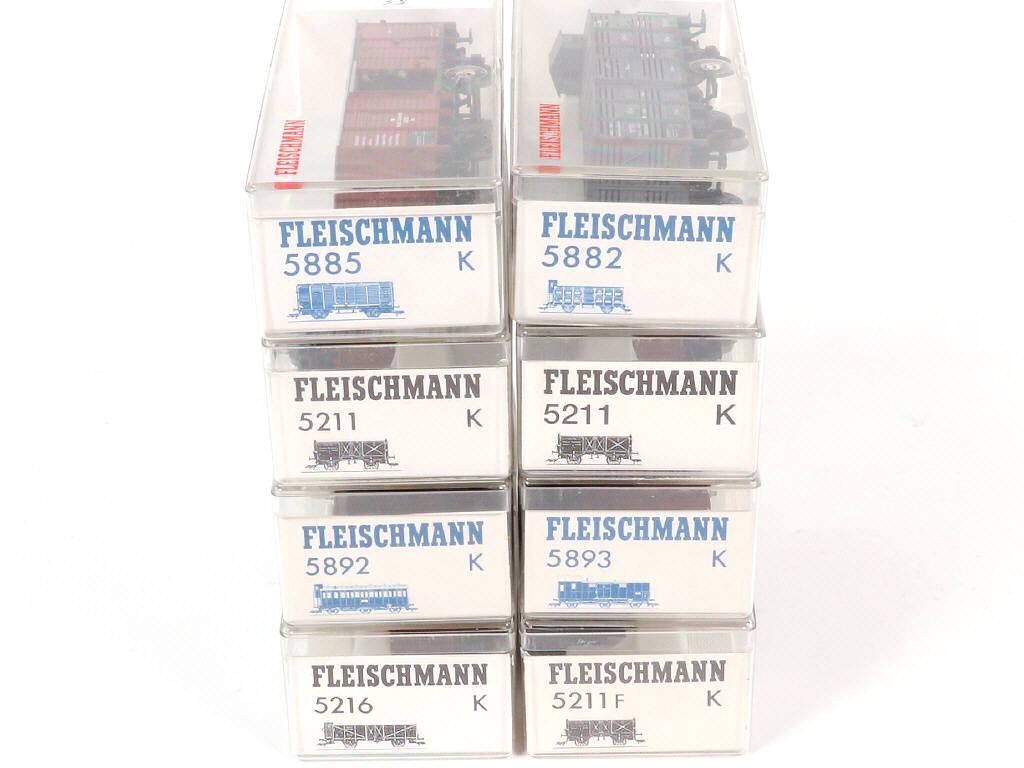 FLEISCHMANN
FLEISCHMANN
FLEISCHMANN
5885 K
FLEISCHMANN
5882 K
FLEISCHMANN
5211 K
FLEISCHMANN
5211 K
FLEISCHMANN
5892 K
FLEISCHMANN
5893 K
FLEISCHMANN
5216 K
FLEISCHMANN
5211 F K